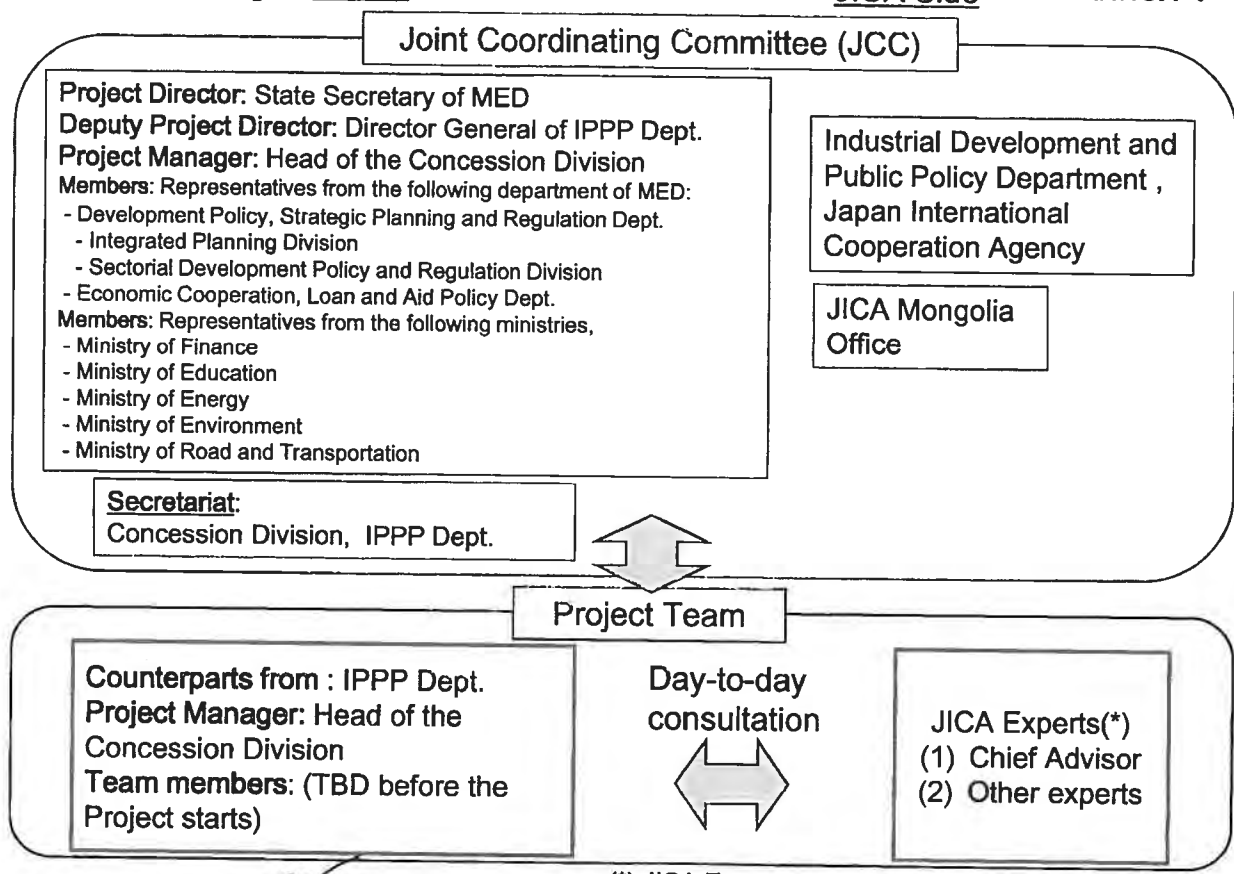 Joint Coordinating Committee (JCC)
Project Director: State Secretary of MED
Deputy Project Director: Director General of IPPP Dept.
Project Manager: Head of the Concession Division
Members: Representatives from the following department of MED:
- Development Policy, Strategic Planning and Regulation Dept.
- Integrated Planning Division
- Sectorial Development Policy and Regulation Division
- Economic Cooperation, Loan and Aid Policy Dept.
Members: Representatives from the following ministries,
- Ministry of Finance
- Ministry of Education
- Ministry of Energy
- Ministry of Environment
- Ministry of Road and Transportation
Industrial Development and
Public Policy Department ,
Japan International
Cooperation Agency
JICA Mongolia
Office
Secretariat:
Concession Division, IPPP Dept.
Project Team
Counterparts from : IPPP Dept.
Project Manager: Head of the
Concession Division
Team members: (TBD before the
Project starts)
Day-to-day
consultation
JICA Experts(*)
(1) Chief Advisor
(2) Other experts